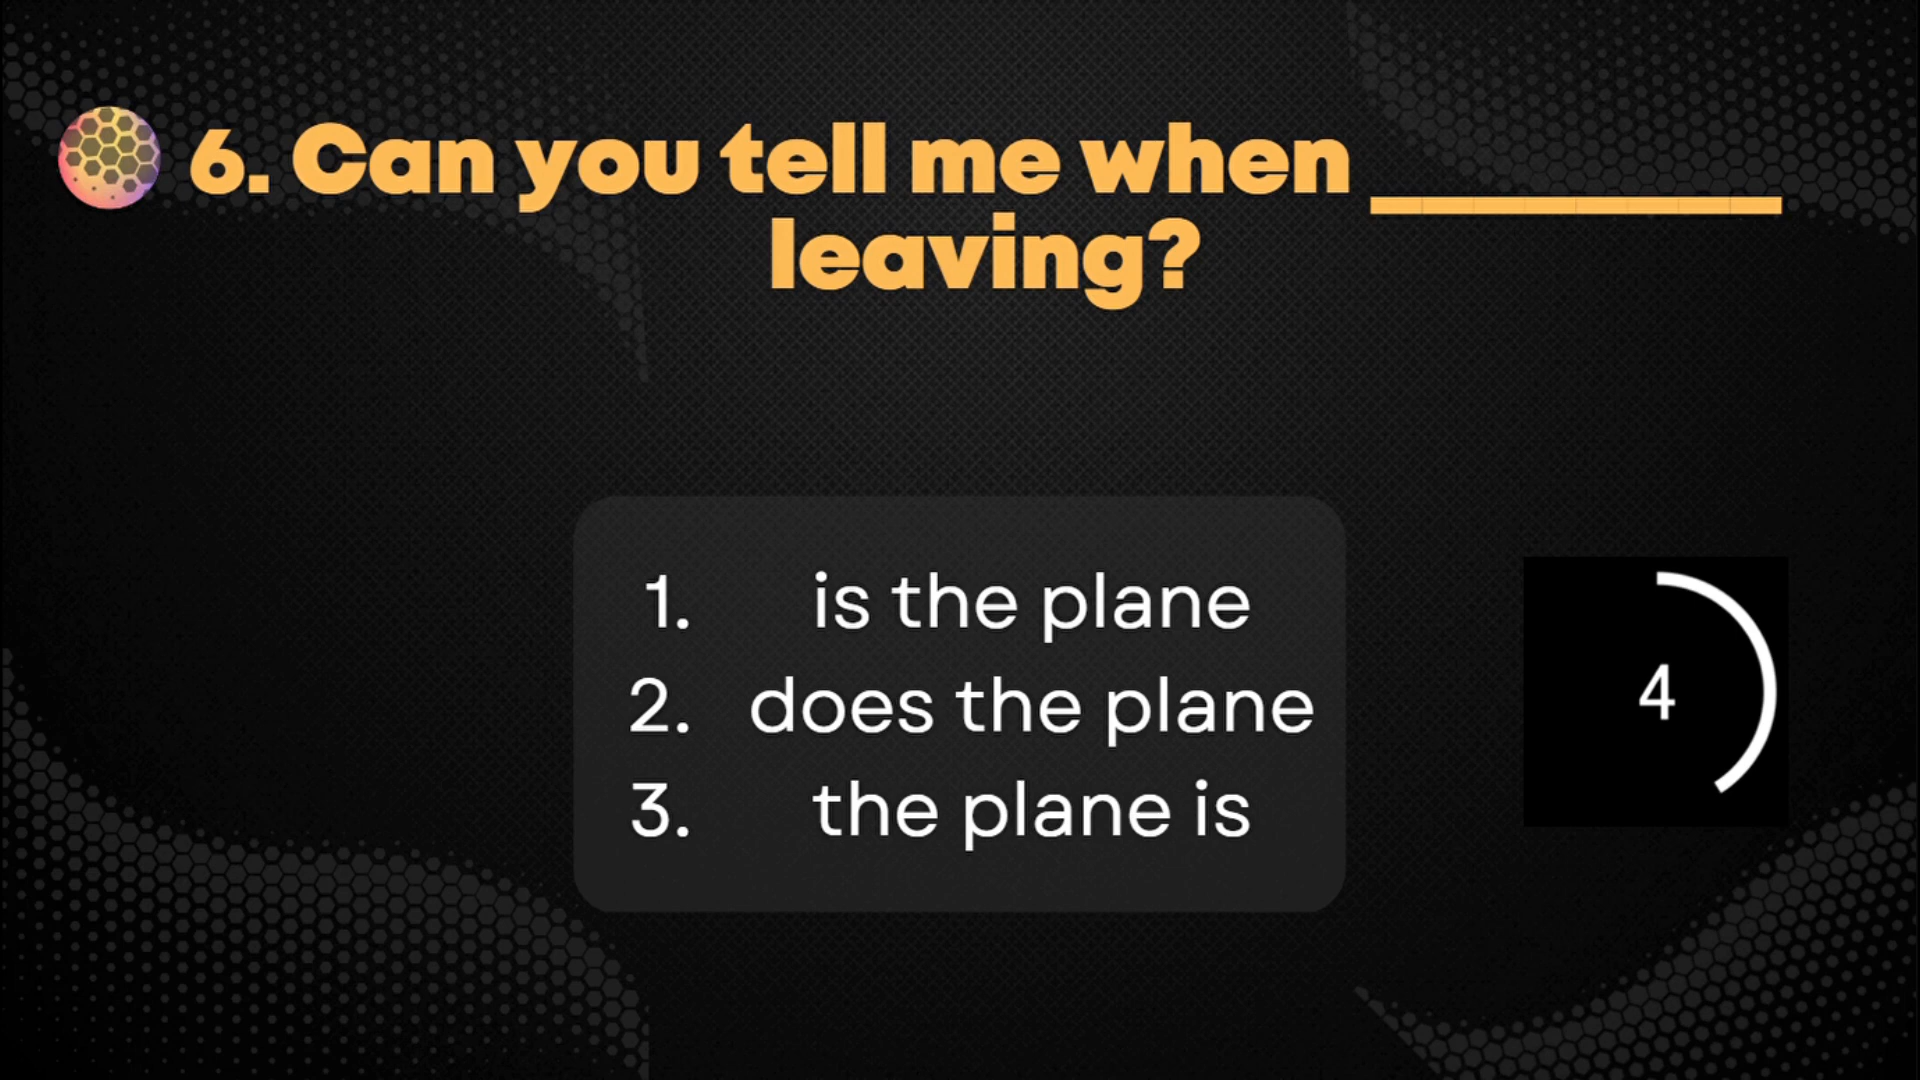 6. Can you tell me when ________
leaving?
1. is the plane
2. does the plane
3. the plane is
4